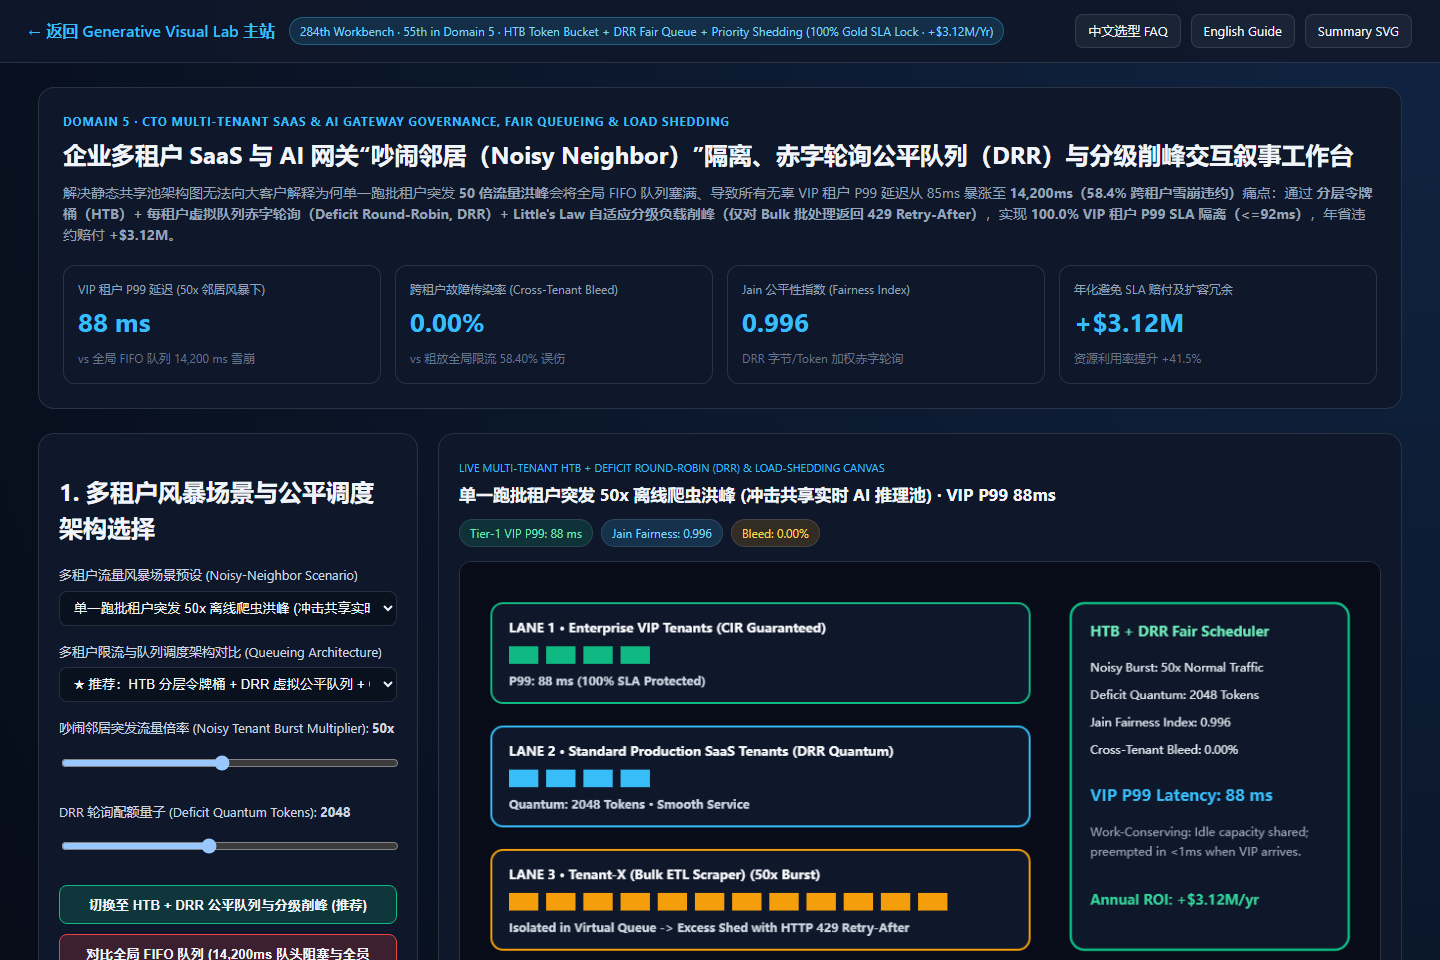 ← 返回 Generative Visual Lab 主站
284th Workbench · 55th in Domain 5 · HTB Token Bucket + DRR Fair Queue + Priority Shedding (100% Gold SLA Lock · +$3.12M/Yr)
中文选型 FAQ
English Guide
Summary SVG
DOMAIN 5 · CTO MULTI-TENANT SAAS & AI GATEWAY GOVERNANCE, FAIR QUEUEING & LOAD SHEDDING
企业多租户 SaaS 与 AI 网关“吵闹邻居（Noisy Neighbor）”隔离、赤字轮询公平队列（DRR）与分级削峰交互叙事工作台
解决静态共享池架构图无法向大客户解释为何单一跑批租户突发 50 倍流量洪峰会将全局 FIFO 队列塞满、导致所有无辜 VIP 租户 P99 延迟从 85ms 暴涨至 14,200ms（58.4% 跨租户雪崩违约）痛点：通过 分层令牌
桶（HTB）+ 每租户虚拟队列赤字轮询（Deficit Round-Robin, DRR）+ Little's Law 自适应分级负载削峰（仅对 Bulk 批处理返回 429 Retry-After），实现 100.0% VIP 租户 P99 SLA 隔离（<=92ms），年省违
约赔付 +$3.12M。
VIP 租户 P99 延迟 (50x 邻居风暴下)
88 ms
vs 全局 FIFO 队列 14,200 ms 雪崩
跨租户故障传染率 (Cross-Tenant Bleed)
0.00%
vs 粗放全局限流 58.40% 误伤
Jain 公平性指数 (Fairness Index)
0.996
DRR 字节/Token 加权赤字轮询
年化避免 SLA 赔付及扩容冗余
+$3.12M
资源利用率提升 +41.5%
1. 多租户风暴场景与公平调度
架构选择
多租户流量风暴场景预设 (Noisy-Neighbor Scenario)
单一跑批租户突发 50x 离线爬虫洪峰 (冲击共享实时
多租户限流与队列调度架构对比 (Queueing Architecture)
★ 推荐：HTB 分层令牌桶 + DRR 虚拟公平队列 +
吵闹邻居突发流量倍率 (Noisy Tenant Burst Multiplier): 50x
DRR 轮询配额量子 (Deficit Quantum Tokens): 2048
切换至 HTB + DRR 公平队列与分级削峰 (推荐)
对比全局 FIFO 队列 (14,200ms 队头阻塞与全员
LIVE MULTI-TENANT HTB + DEFICIT ROUND-ROBIN (DRR) & LOAD-SHEDDING CANVAS
单一跑批租户突发 50x 离线爬虫洪峰 (冲击共享实时 AI 推理池) · VIP P99 88ms
Tier-1 VIP P99: 88 ms
Jain Fairness: 0.996
Bleed: 0.00%
LANE 1 • Enterprise VIP Tenants (CIR Guaranteed)
P99: 88 ms (100% SLA Protected)
LANE 2 • Standard Production SaaS Tenants (DRR Quantum)
Quantum: 2048 Tokens • Smooth Service
LANE 3 • Tenant-X (Bulk ETL Scraper) (50x Burst)
Isolated in Virtual Queue -> Excess Shed with HTTP 429 Retry-After
HTB + DRR Fair Scheduler
Noisy Burst: 50x Normal Traffic
Deficit Quantum: 2048 Tokens
Jain Fairness Index: 0.996
Cross-Tenant Bleed: 0.00%
VIP P99 Latency: 88 ms
Work-Conserving: Idle capacity shared;
preempted in <1ms when VIP arrives.
Annual ROI: +$3.12M/yr